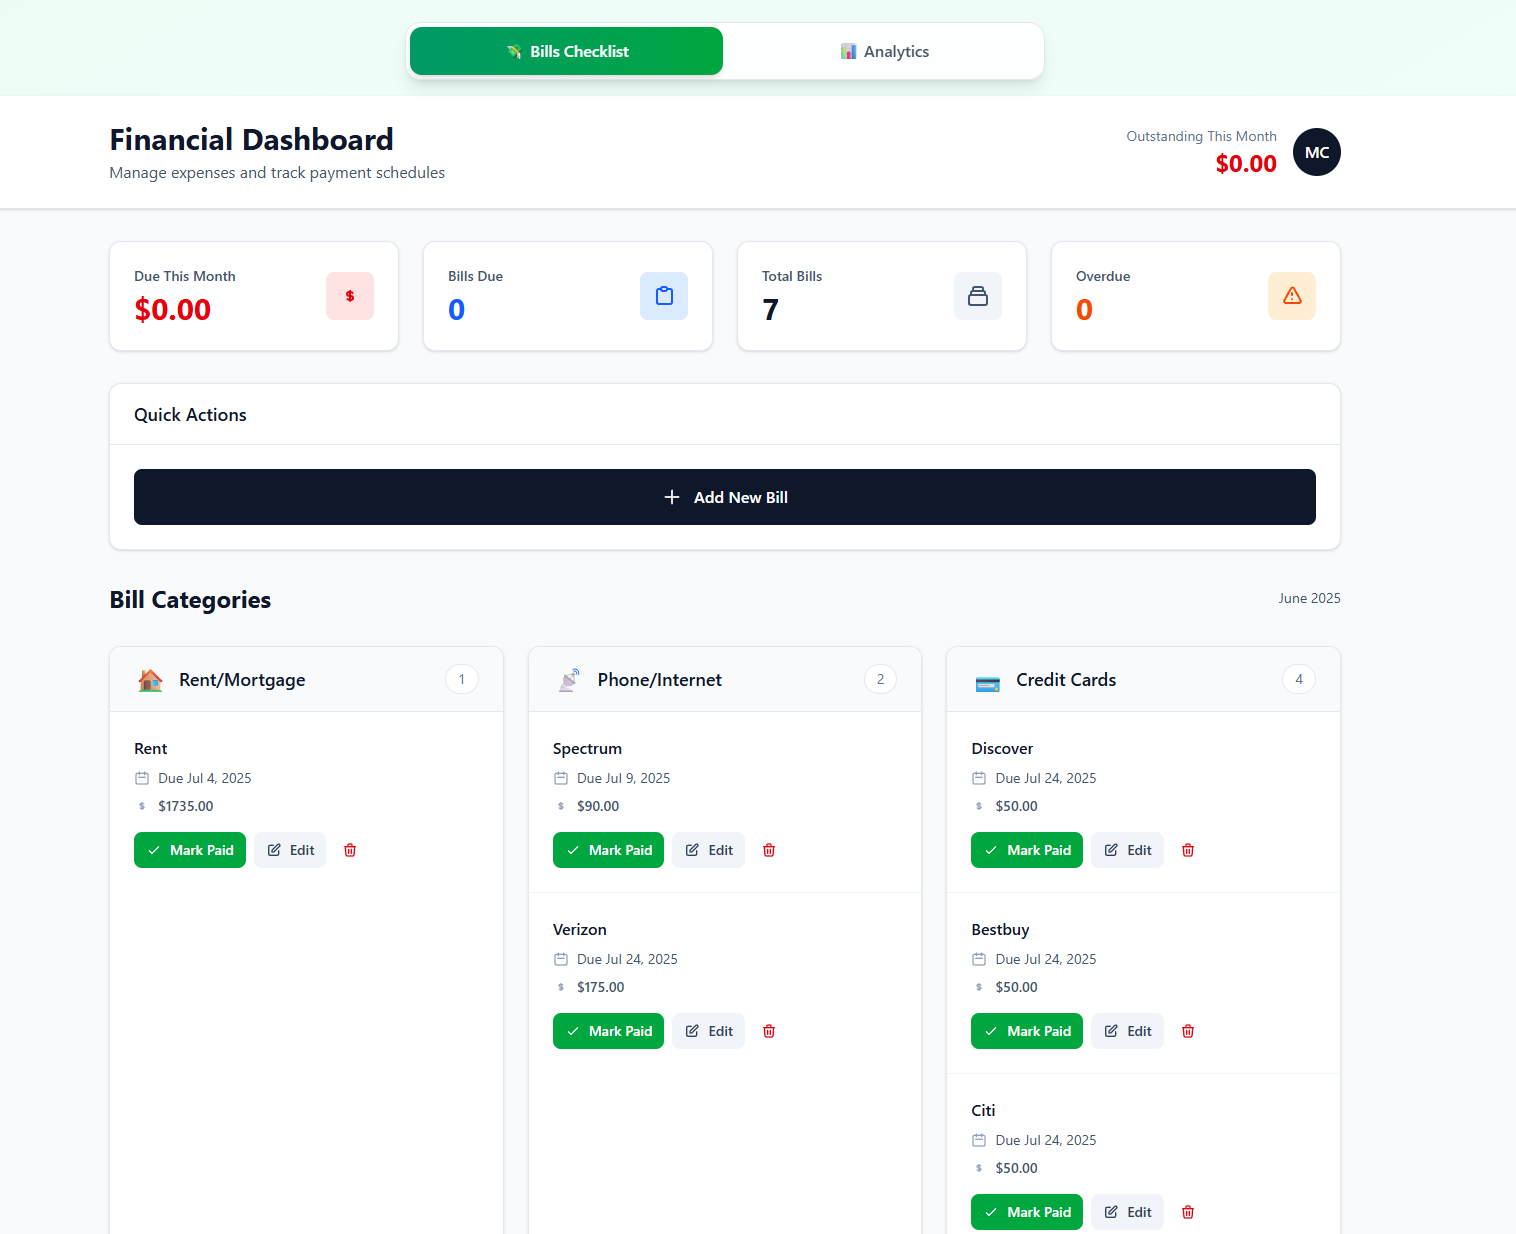 Bills Checklist
Analytics
Financial Dashboard
Manage expenses and track payment schedules
Outstanding This Month
$0.00
MC
Due This Month
$0.00
$
Bills Due
0
Total Bills
7
Overdue
0
Quick Actions
Add New Bill
Bill Categories
June 2025
Rent/Mortgage
1
Rent
Due Jul 4, 2025
$ $1735.00
Mark Paid
Edit
Phone/Internet
2
Spectrum
Due Jul 9, 2025
$ $90.00
Mark Paid
Edit
Verizon
Due Jul 24, 2025
$ $175.00
Mark Paid
Edit
Credit Cards
4
Discover
Due Jul 24, 2025
$ $50.00
Mark Paid
Edit
Bestbuy
Due Jul 24, 2025
$ $50.00
Mark Paid
Edit
Citi
Due Jul 24, 2025
$ $50.00
Mark Paid
Edit